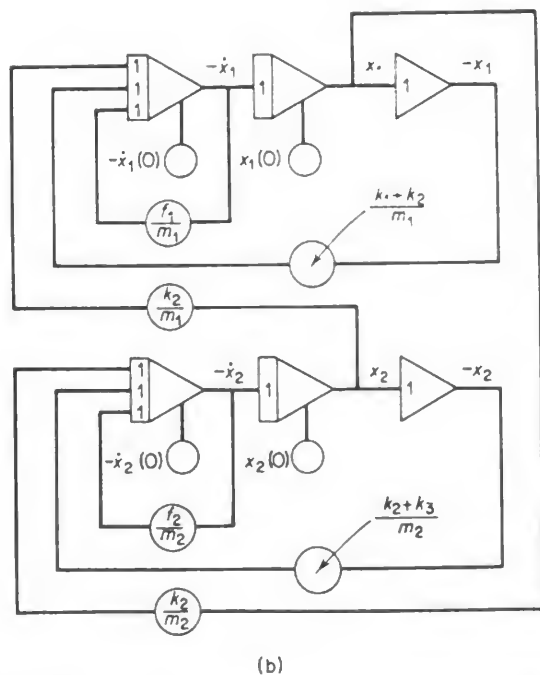 1
1
1
-ẋ₁
1
x.
1
-x₁
-ẋ₁(0)
x₁(0)
f₁
m₁
k. + k₂
m₁
k₂
m₁
1
1
1
-ẋ₂
1
x₂
1
-x₂
-ẋ₂(0)
x₂(0)
f₂
m₂
k₂ + k₃
m₂
k₂
m₂
(b)